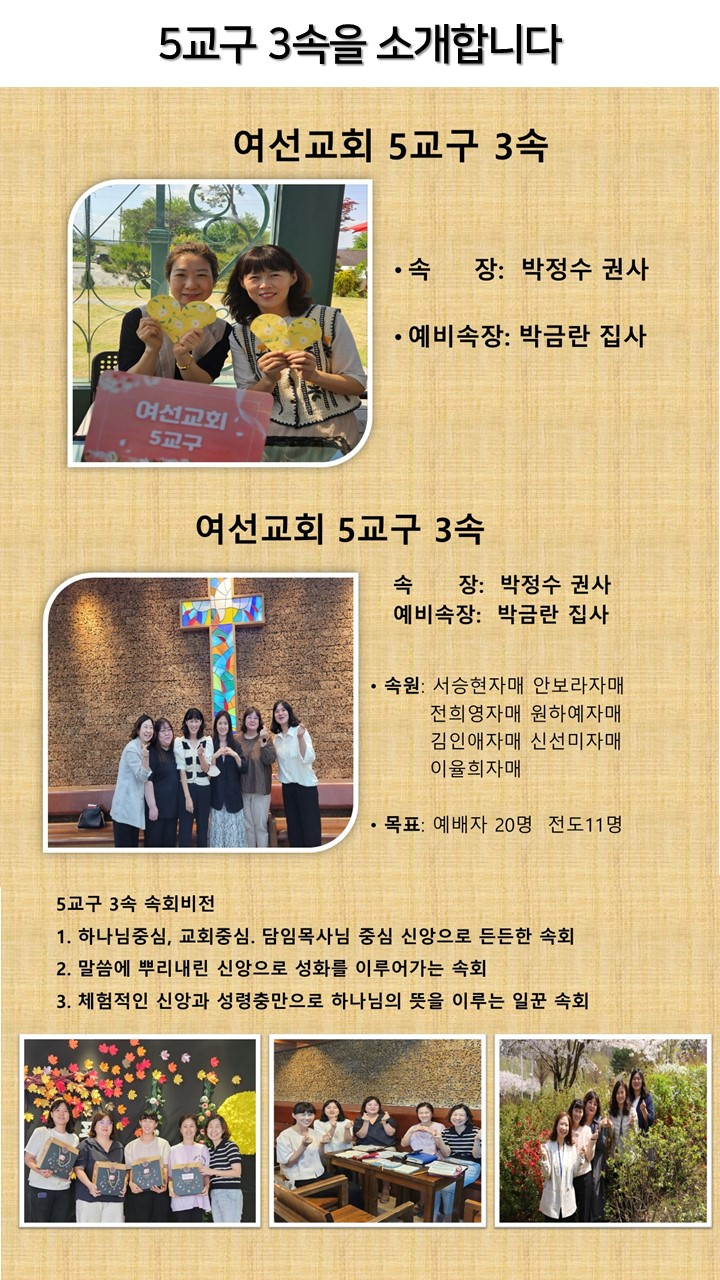 5교구 3속을 소개합니다
여선교회 5교구 3속
• 속 장: 박정수 권사
• 예비속장: 박금란 집사
여선교회
5교구
여선교회 5교구 3속
속 장: 박정수 권사
예비속장: 박금란 집사
• 속원: 서승현자매 안보라자매
전희영자매 원하예자매
김인애자매 신선미자매
이율희자매
• 목표: 예배자 20명 전도11명
5교구 3속 속회비전
1. 하나님중심, 교회중심. 담임목사님 중심 신앙으로 든든한 속회
2. 말씀에 뿌리내린 신앙으로 성화를 이루어가는 속회
3. 체험적인 신앙과 성령충만으로 하나님의 뜻을 이루는 일꾼 속회